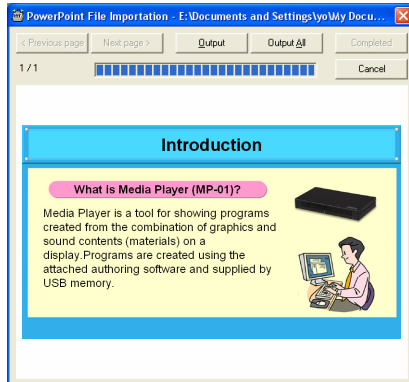 PowerPoint File Importation - E:\Documents and Settings\yo\My Docu...
< Previous page Next page > Output Output All Completed
1 / 1 Cancel
Introduction
What is Media Player (MP-01)?
Media Player is a tool for showing programs
created from the combination of graphics and
sound contents (materials) on a
display.Programs are created using the
attached authoring software and supplied by
USB memory.